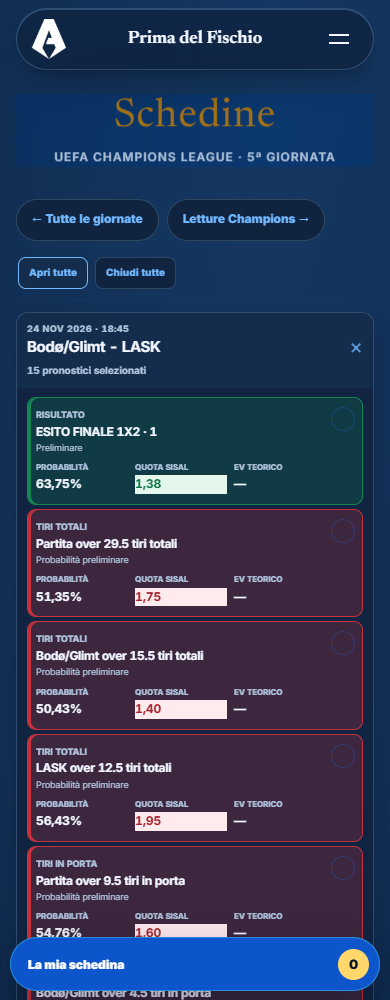 Prima del Fischio
Schedine
UEFA CHAMPIONS LEAGUE · 5ª GIORNATA
← Tutte le giornate
Letture Champions →
Apri tutte
Chiudi tutte
24 NOV 2026 · 18:45
Bodø/Glimt - LASK
×
15 pronostici selezionati
RISULTATO
ESITO FINALE 1X2 · 1
Preliminare
PROBABILITÀ QUOTA SISAL EV TEORICO
63,75% 1,38 —
TIRI TOTALI
Partita over 29.5 tiri totali
Probabilità preliminare
PROBABILITÀ QUOTA SISAL EV TEORICO
51,35% 1,75 —
TIRI TOTALI
Bodø/Glimt over 15.5 tiri totali
Probabilità preliminare
PROBABILITÀ QUOTA SISAL EV TEORICO
50,43% 1,40 —
TIRI TOTALI
LASK over 12.5 tiri totali
Probabilità preliminare
PROBABILITÀ QUOTA SISAL EV TEORICO
56,43% 1,95 —
TIRI IN PORTA
Partita over 9.5 tiri in porta
Probabilità preliminare
PROBABILITÀ QUOTA SISAL EV TEORICO
54,76% 1,60 —
La mia schedina 0
Bodø/Glimt over 4.5 tiri in porta